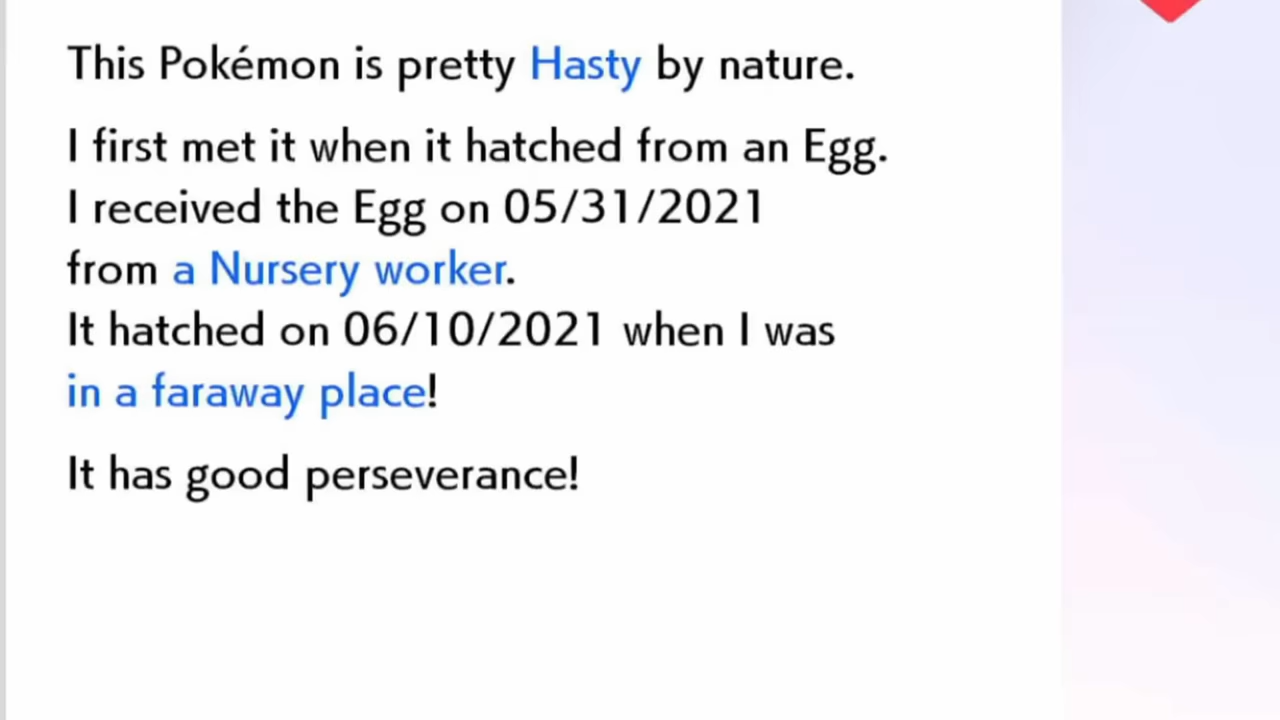 This Pokémon is pretty Hasty by nature.
I first met it when it hatched from an Egg.
I received the Egg on 05/31/2021
from a Nursery worker.
It hatched on 06/10/2021 when I was
in a faraway place!
It has good perseverance!